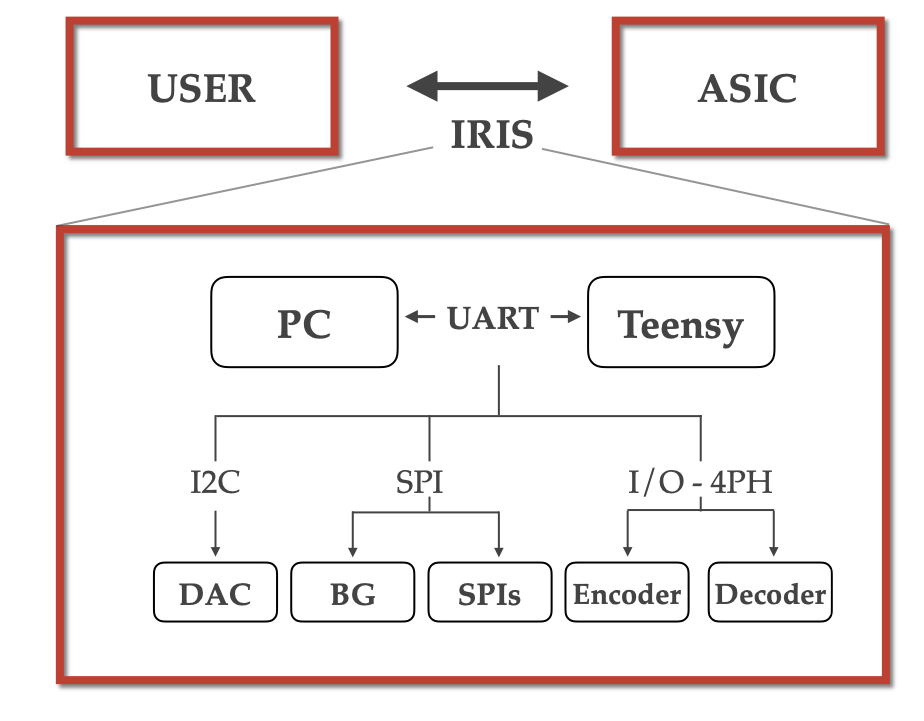 USER
ASIC
IRIS
PC
UART
Teensy
I2C
SPI
I/O - 4PH
DAC
BG
SPIs
Encoder
Decoder